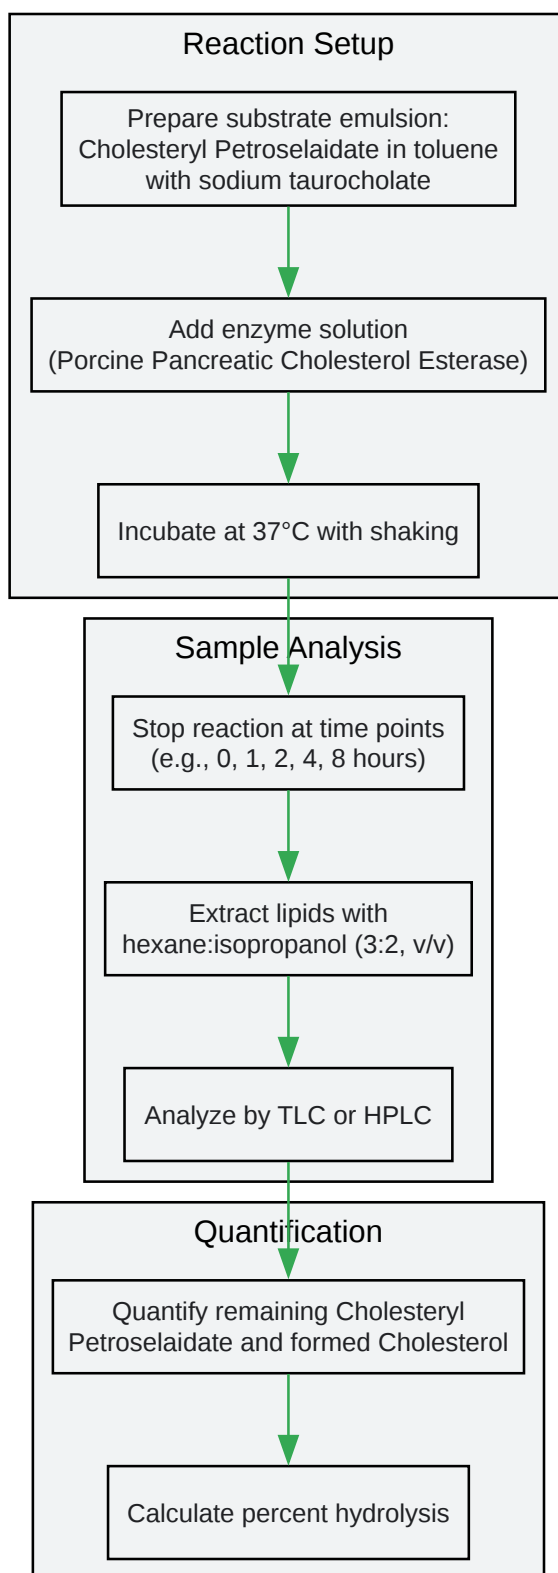 Reaction Setup
Prepare substrate emulsion:
Cholesteryl Petroselaidate in toluene
with sodium taurocholate
Add enzyme solution
(Porcine Pancreatic Cholesterol Esterase)
Incubate at 37°C with shaking
Sample Analysis
Stop reaction at time points
(e.g., 0, 1, 2, 4, 8 hours)
Extract lipids with
hexane:isopropanol (3:2, v/v)
Analyze by TLC or HPLC
Quantification
Quantify remaining Cholesteryl
Petroselaidate and formed Cholesterol
Calculate percent hydrolysis